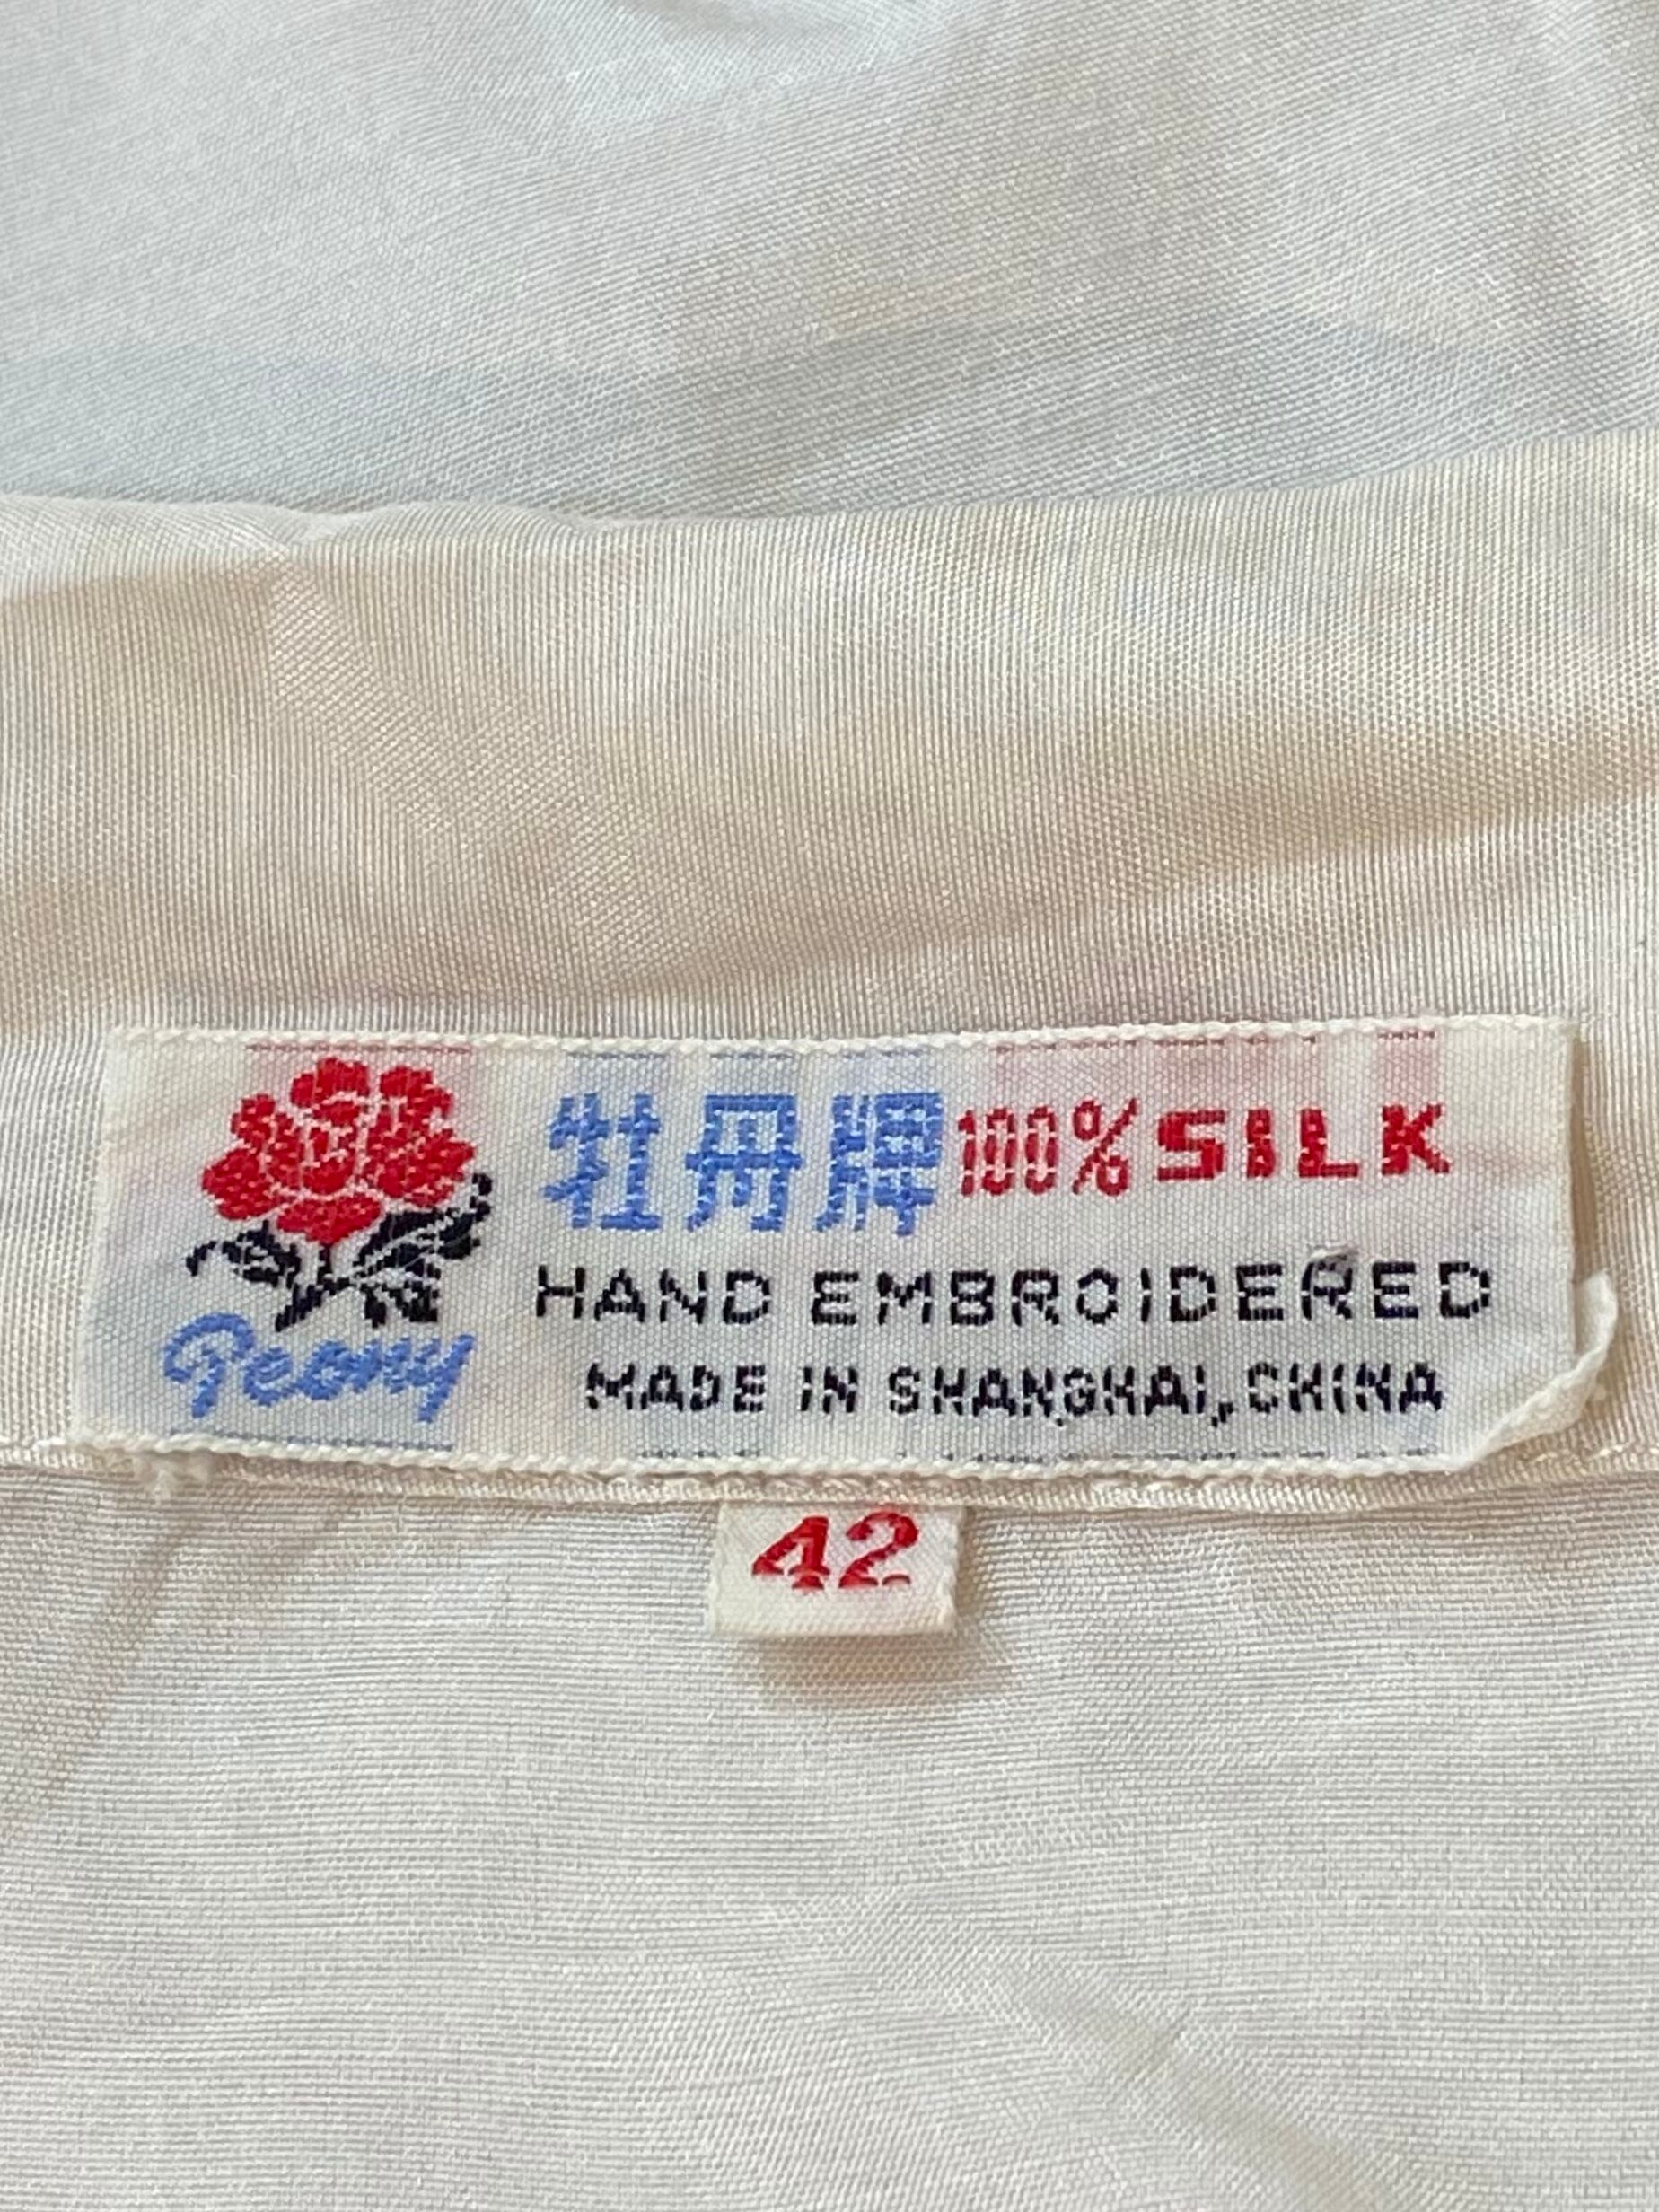 牡丹牌 100% SILK
HAND EMBROIDERED
Peony
MADE IN SHANGHAI, CHINA
42